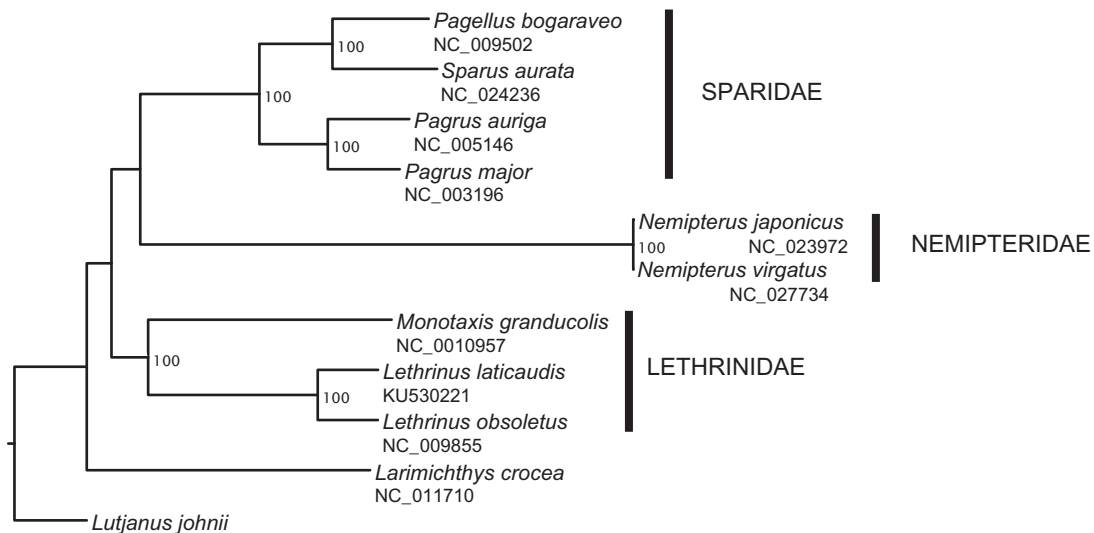 Pagellus bogaraveo
NC_009502
100
Sparus aurata
NC_024236
SPARIDAE
100
Pagrus auriga
NC_005146
100
Pagrus major
NC_003196
Nemipterus japonicus
100 NC_023972
NEMIPTERIDAE
Nemipterus virgatus
NC_027734
Monotaxis granducolis
NC_0010957
100
LETHRINIDAE
Lethrinus laticaudis
KU530221
100
Lethrinus obsoletus
NC_009855
Larimichthys crocea
NC_011710
Lutjanus johnii